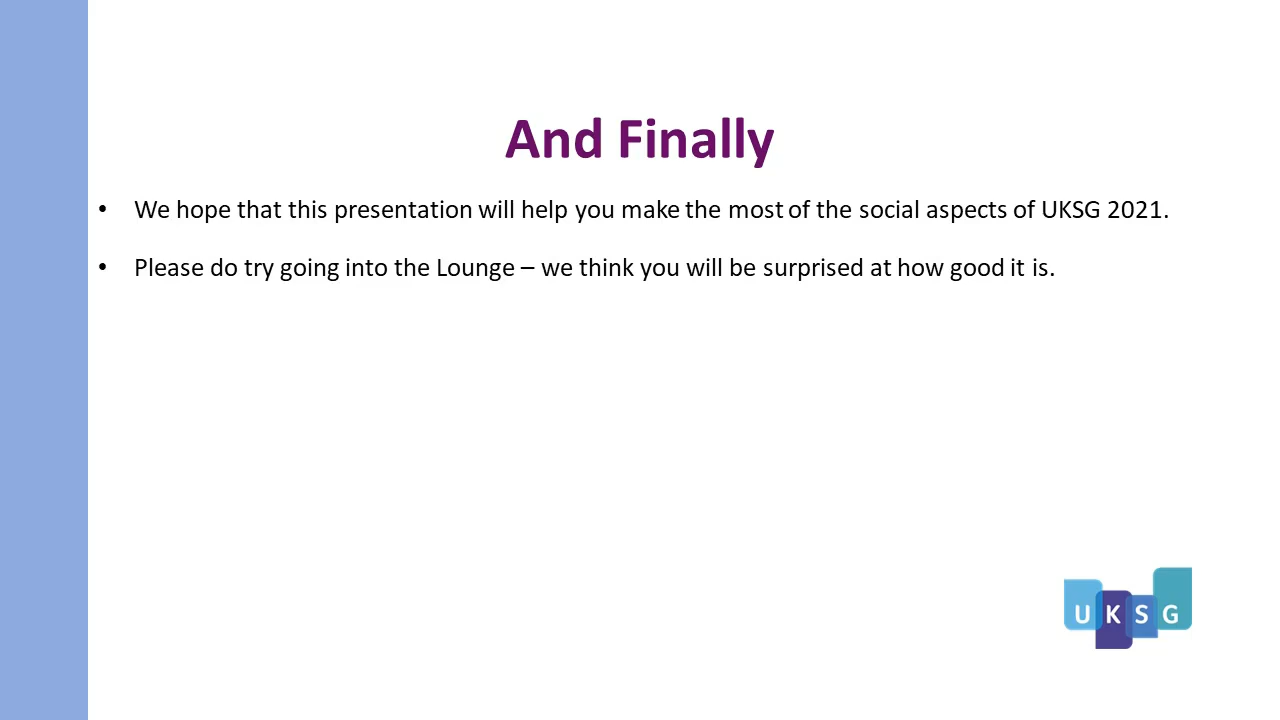 And Finally
• We hope that this presentation will help you make the most of the social aspects of UKSG 2021.
• Please do try going into the Lounge – we think you will be surprised at how good it is.
UKSG